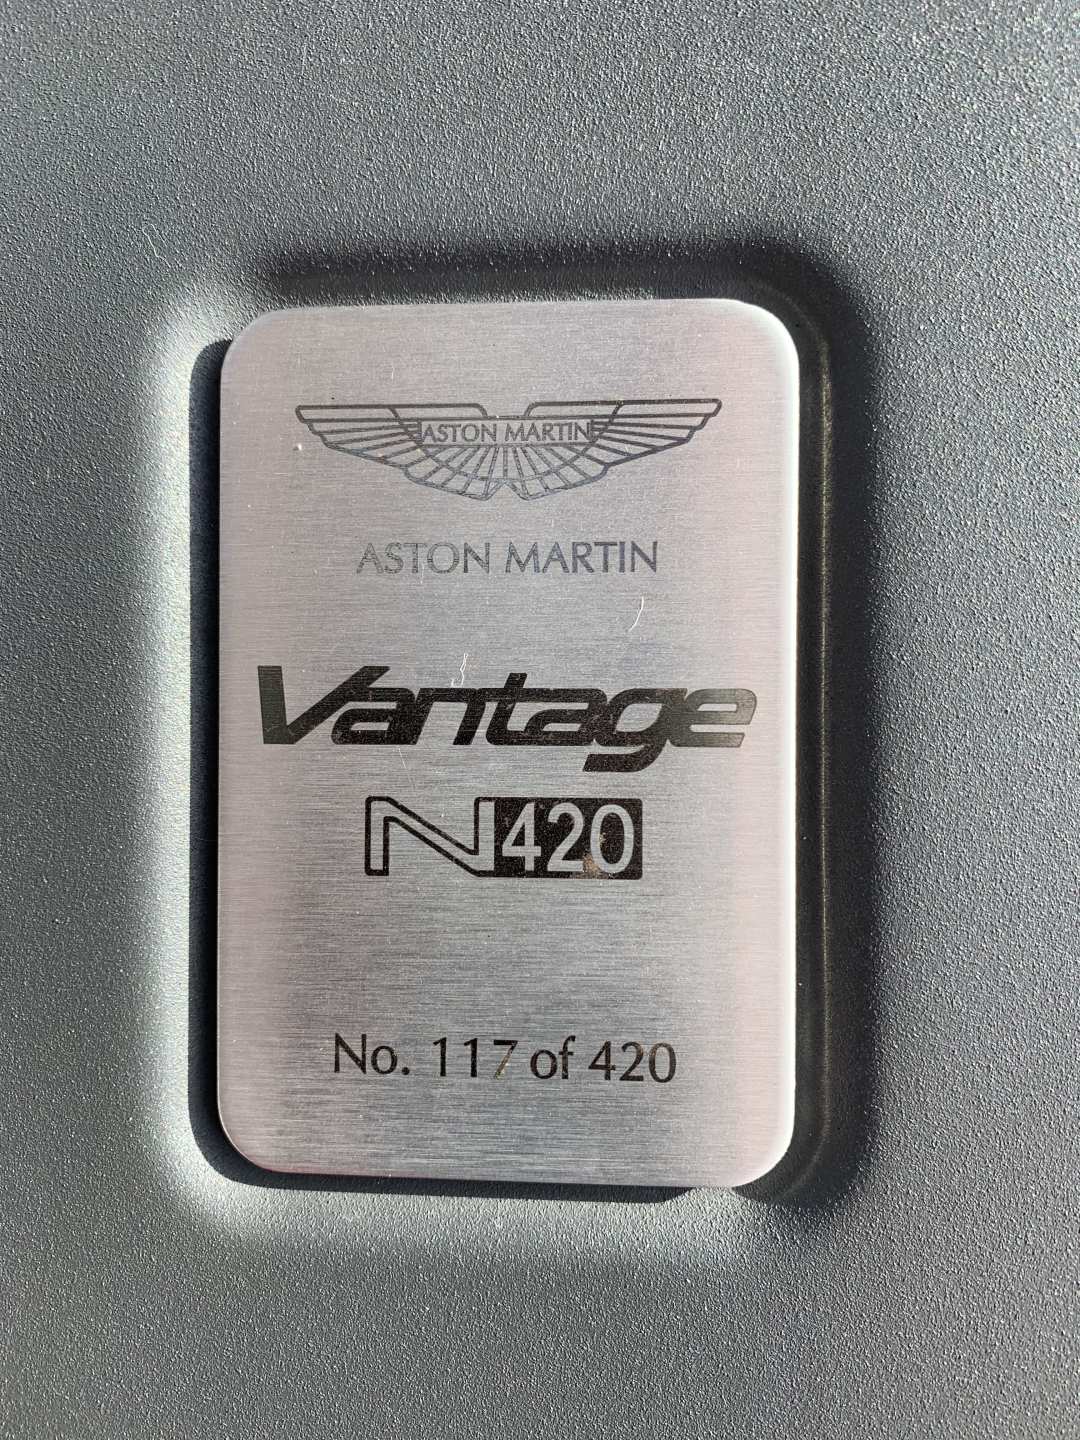 ASTON MARTIN
ASTON MARTIN
Vantage
N420
No. 117 of 420